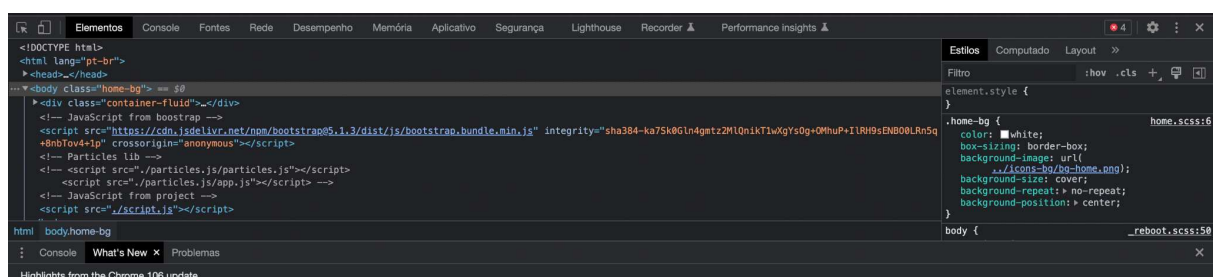 Elementos Console Fontes Rede Desempenho Memória Aplicativo Segurança Lighthouse Recorder Performance insights 4
<!DOCTYPE html>
<html lang="pt-br">
<head>…</head>
<body class="home-bg"> == $0
<div class="container-fluid">…</div>
<!-- JavaScript from boostrap -->
<script src="https://cdn.jsdelivr.net/npm/bootstrap@5.1.3/dist/js/bootstrap.bundle.min.js" integrity="sha384-ka7Sk0Gln4gmtz2MlQnikT1wXgYsOg+OMhuP+IlRH9sENBO0LRn5q
+8nbTov4+1p" crossorigin="anonymous"></script>
<!-- Particles lib -->
<!-- <script src="./particles.js/particles.js"></script>
<script src="./particles.js/app.js"></script> -->
<!-- JavaScript from project -->
<script src="./script.js"></script>
html body.home-bg
Estilos Computado Layout »
Filtro :hov .cls +
element.style {
}
.home-bg { home.scss:6
color: white;
box-sizing: border-box;
background-image: url(
../icons-bg/bg-home.png);
background-size: cover;
background-repeat: no-repeat;
background-position: center;
}
body { _reboot.scss:50
Console What's New × Problemas
Highlights from the Chrome 106 update